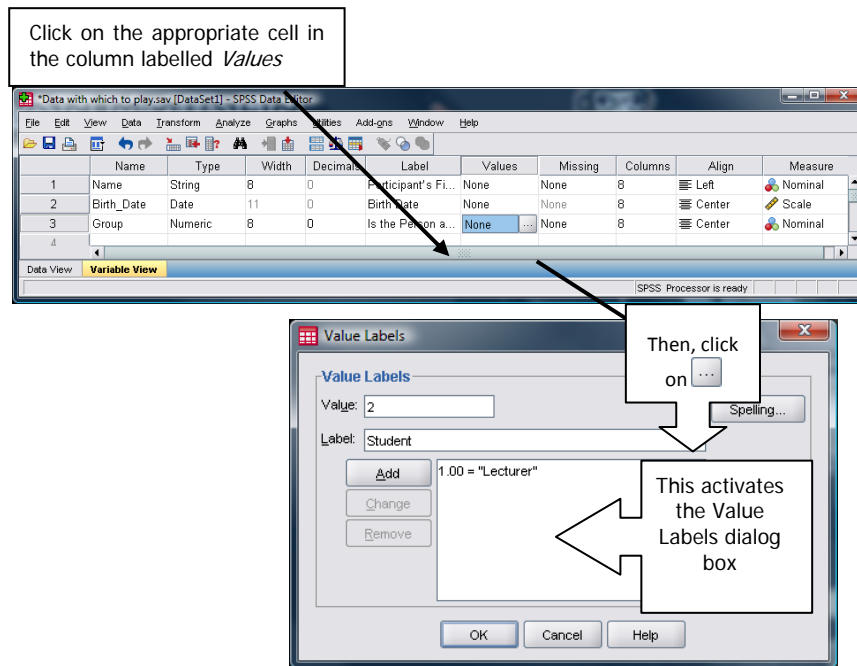 Click on the appropriate cell in
the column labelled Values
*Data with which to play.sav [DataSet1] - SPSS Data Editor
File Edit View Data Transform Analyze Graphs Utilities Add-ons Window Help
Name Type Width Decimals Label Values Missing Columns Align Measure
1 Name String 8 0 Participant's Fi... None None 8 Left Nominal
2 Birth_Date Date 11 0 Birth Date None None 8 Center Scale
3 Group Numeric 8 0 Is the Person a... None ... None 8 Center Nominal
4
Data View Variable View
SPSS Processor is ready
Value Labels
Then, click
on ...
Value Labels
Value: 2
Spelling...
Label: Student
Add
1.00 = "Lecturer"
Change
Remove
This activates
the Value
Labels dialog
box
OK Cancel Help